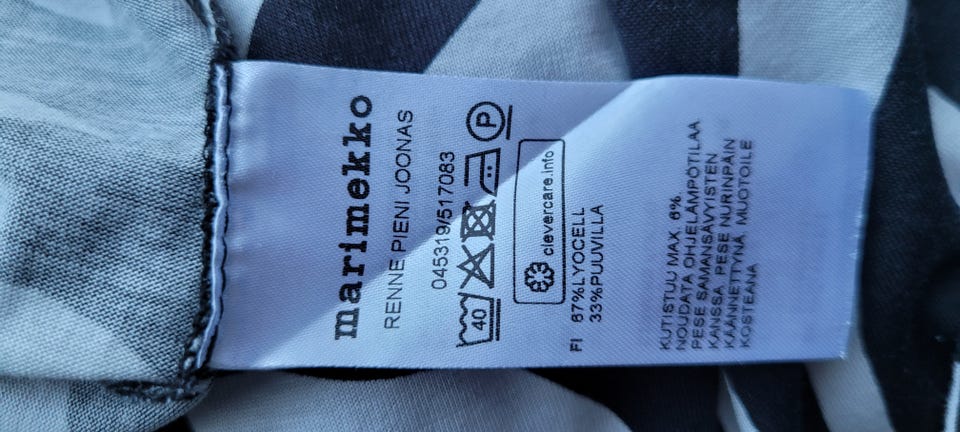 marimekko
RENNE PIENI JOONAS
045319/517083
40 P
clevercare.info
FI 67%LYOCELL
33%PUUVILLA
KUTISTUU MAX. 6%
NOUDATA OHJELÄMPÖTILAA
PESE SAMANSÄVYISTEN
KANSSA PESE NURINPÄIN
KÄÄNNETTYNÄ MUOTOILE
KOSTEANA